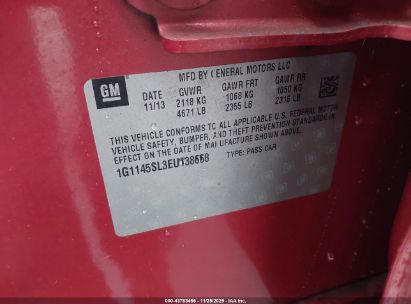 GM
MFD BY GENERAL MOTORS LLC
11/13 GVWR GAWR FRT GAWR RR
2118 KG 1068 KG 1050 KG
4671 LB 2355 LB 2316 LB
THIS VEHICLE CONFORMS TO ALL APPLICABLE U.S. FEDERAL MOTOR
VEHICLE SAFETY, BUMPER, AND THEFT PREVENTION STANDARDS IN
EFFECT ON THE DATE OF MANUFACTURE SHOWN ABOVE.
TYPE: PASS CAR